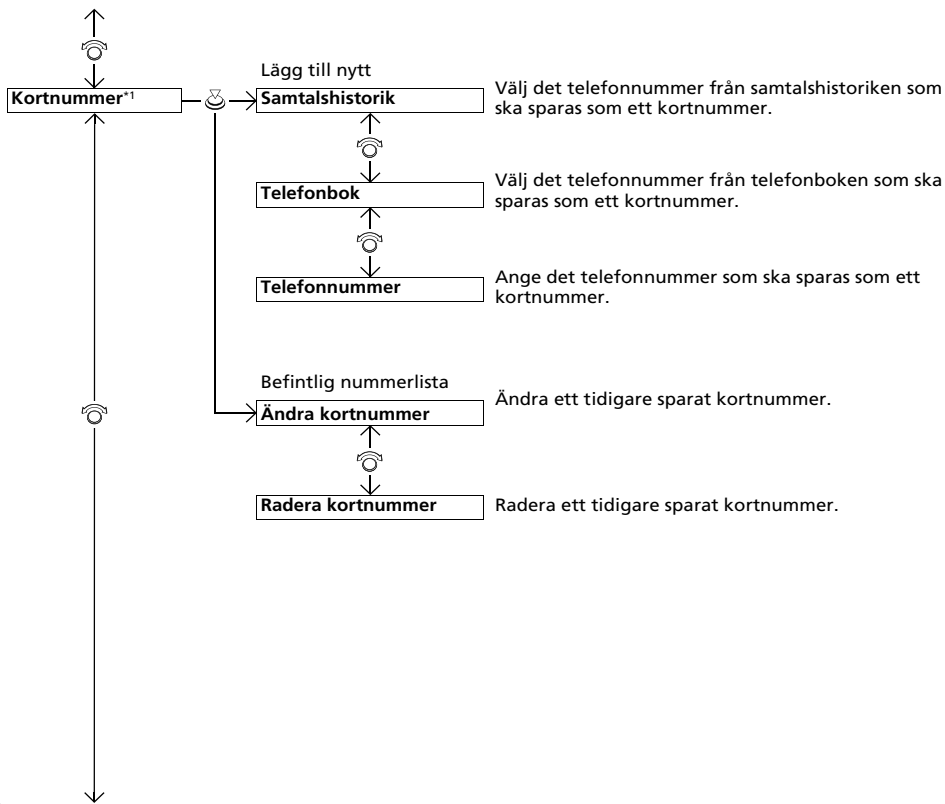 Kortnummer*1
Lägg till nytt
Samtalshistorik
Välj det telefonnummer från samtalshistoriken som
ska sparas som ett kortnummer.
Telefonbok
Välj det telefonnummer från telefonboken som ska
sparas som ett kortnummer.
Telefonnummer
Ange det telefonnummer som ska sparas som ett
kortnummer.
Befintlig nummerlista
Ändra kortnummer
Ändra ett tidigare sparat kortnummer.
Radera kortnummer
Radera ett tidigare sparat kortnummer.